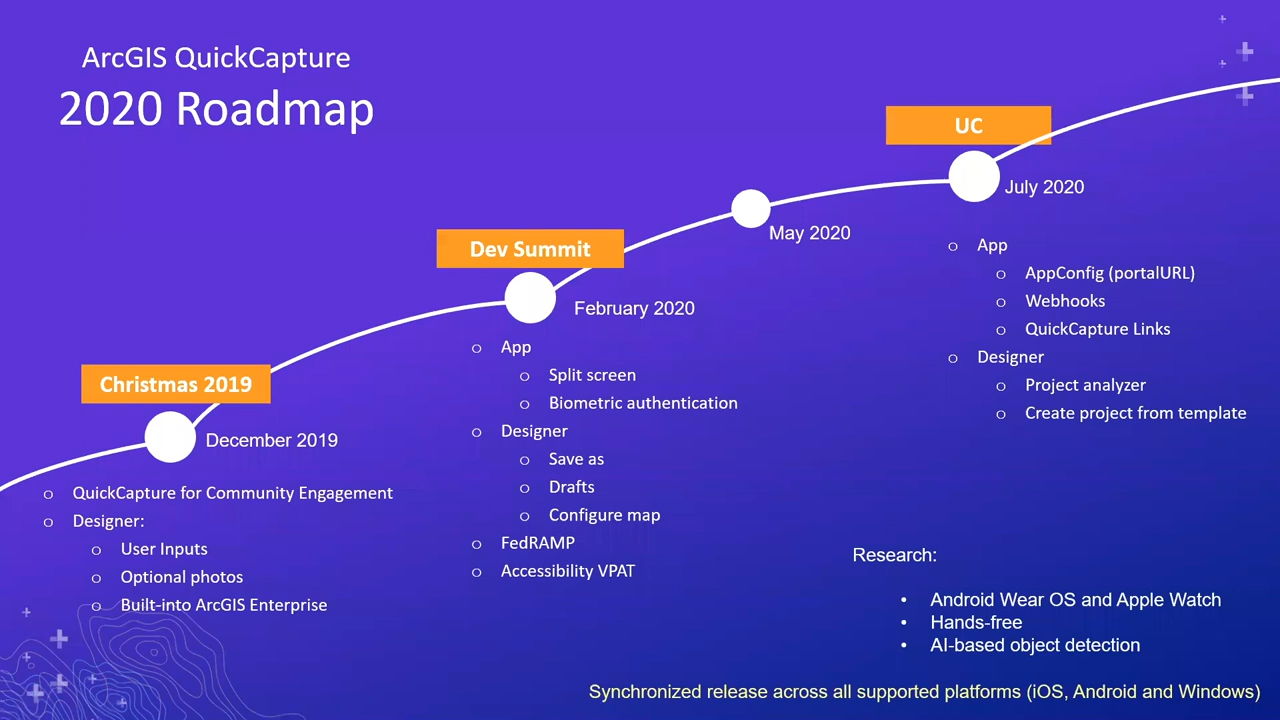 ArcGIS QuickCapture
2020 Roadmap
Christmas 2019
December 2019
o QuickCapture for Community Engagement
o Designer:
o User Inputs
o Optional photos
o Built-into ArcGIS Enterprise
Dev Summit
February 2020
o App
o Split screen
o Biometric authentication
o Designer
o Save as
o Drafts
o Configure map
o FedRAMP
o Accessibility VPAT
May 2020
UC
July 2020
o App
o AppConfig (portalURL)
o Webhooks
o QuickCapture Links
o Designer
o Project analyzer
o Create project from template
Research:
• Android Wear OS and Apple Watch
• Hands-free
• AI-based object detection
Synchronized release across all supported platforms (iOS, Android and Windows)